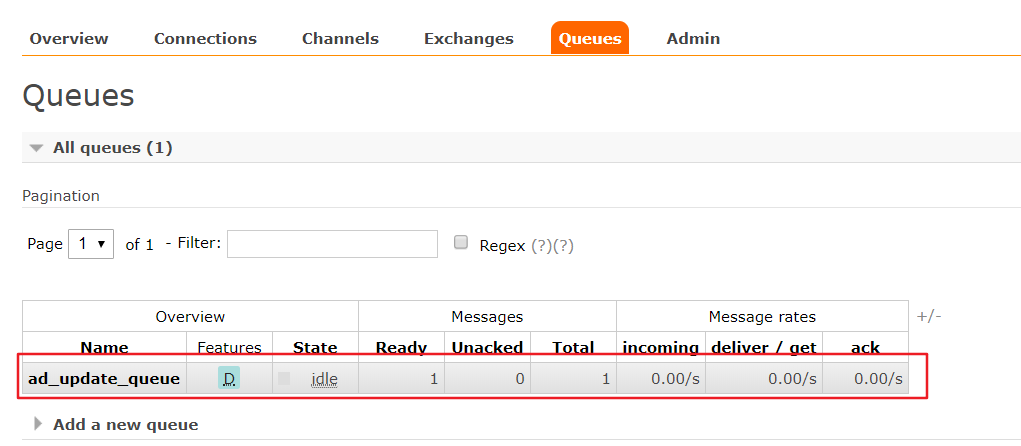 Overview Connections Channels Exchanges Queues Admin
Queues
All queues (1)
Pagination
Page 1 of 1 - Filter: Regex (?)(?)
Overview Messages Message rates +/-
Name Features State Ready Unacked Total incoming deliver / get ack
ad_update_queue D idle 1 0 1 0.00/s 0.00/s 0.00/s
Add a new queue